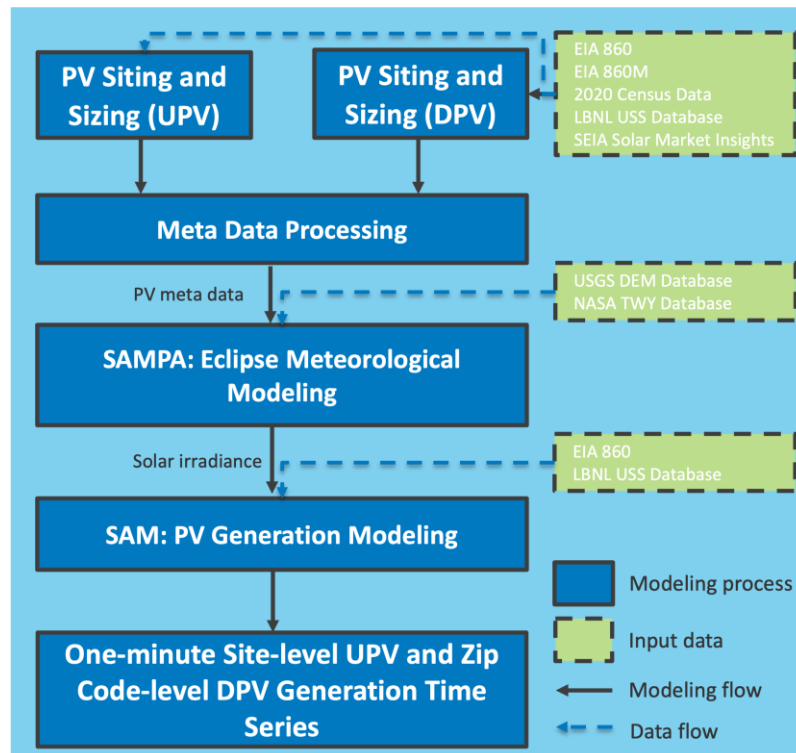 PV Siting and
Sizing (UPV)
PV Siting and
Sizing (DPV)
EIA 860
EIA 860M
2020 Census Data
LBNL USS Database
SEIA Solar Market Insights
Meta Data Processing
PV meta data
USGS DEM Database
NASA TWY Database
SAMPA: Eclipse Meteorological
Modeling
Solar irradiance
EIA 860
LBNL USS Database
SAM: PV Generation Modeling
One-minute Site-level UPV and Zip
Code-level DPV Generation Time
Series
Modeling process
Input data
Modeling flow
Data flow